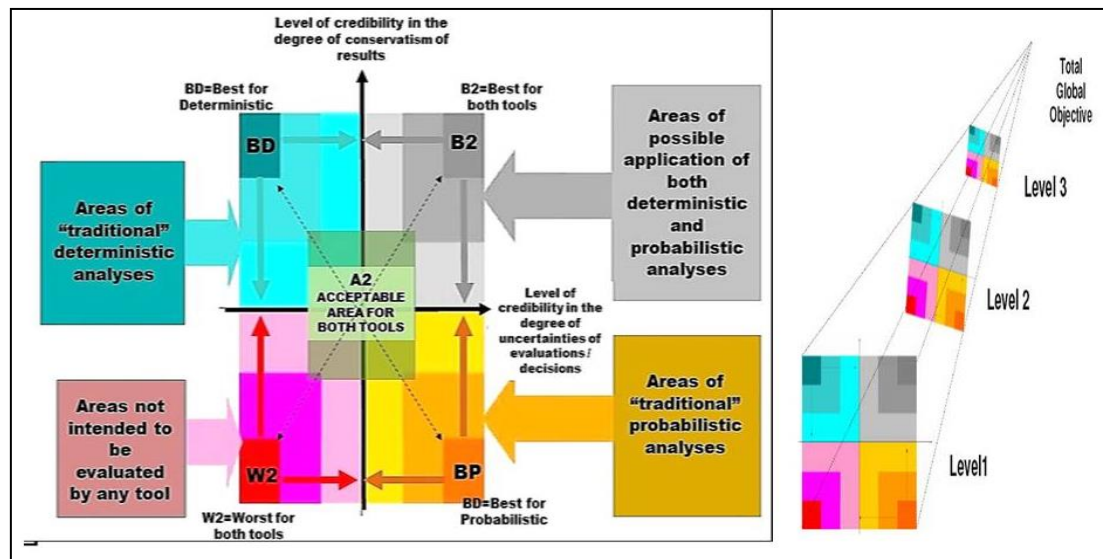 Level of credibility in the
degree of conservatism of
results
BD=Best for
Deterministic
B2=Best for
both tools
BD
B2
Areas of
“traditional”
deterministic
analyses
Areas of
possible
application of
both
deterministic
and
probabilistic
analyses
A2
ACCEPTABLE
AREA FOR
BOTH TOOLS
Level of
credibility in the
degree of
uncertainties of
evaluations/
decisions
Areas not
intended to
be
evaluated
by any tool
Areas of
“traditional”
probabilistic
analyses
W2
BP
W2=Worst for
both tools
BD=Best for
Probabilistic
Total
Global
Objective
Level 3
Level 2
Level1